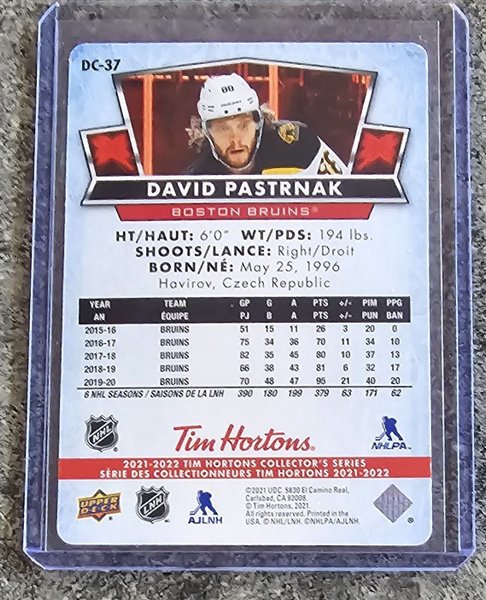 DC-37
88
DAVID PASTRNAK
BOSTON BRUINS®
HT/HAUT: 6'0" WT/PDS: 194 lbs.
SHOOTS/LANCE: Right/Droit
BORN/NÉ: May 25, 1996
Havirov, Czech Republic
YEAR TEAM GP G A PTS +/- PIM PPG
AN ÉQUIPE PJ B A PTS +/- PUN BAN
2015-16 BRUINS 51 15 11 26 3 20 0
2016-17 BRUINS 75 34 36 70 11 34 10
2017-18 BRUINS 82 35 45 80 10 37 13
2018-19 BRUINS 66 38 43 81 6 32 17
2019-20 BRUINS 70 48 47 95 21 40 20
6 NHL SEASONS / SAISONS DE LA LNH 390 180 199 379 63 171 62
NHL
Tim Hortons®
NHLPA
2021-2022 TIM HORTONS COLLECTOR'S SERIES
SÉRIE DES COLLECTIONNEURS TIM HORTONS 2021-2022
UPPER DECK
LNH
AJLNH
©2021 UDC. 5830 El Camino Real,
Carlsbad, CA 92008
© Tim Hortons, 2021
All rights reserved. Printed in the
USA. © NHL/LNH. ©NHLPA/AJLNH.